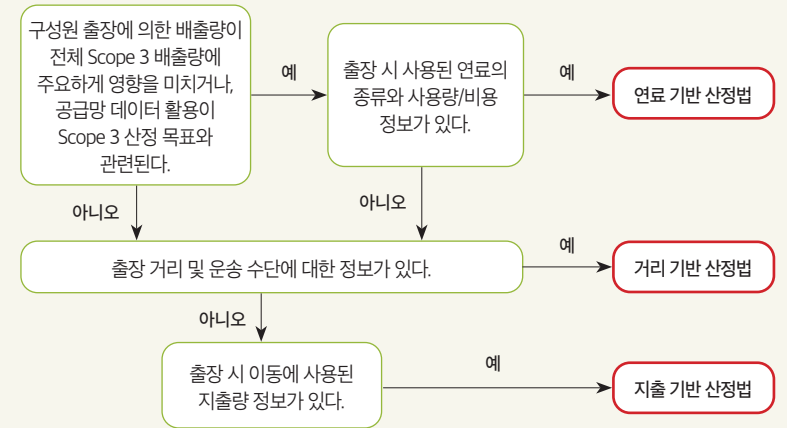 구성원 출장에 의한 배출량이
전체 Scope 3 배출량에
주요하게 영향을 미치거나,
공급망 데이터 활용이
Scope 3 산정 목표와
관련된다.
예
출장 시 사용된 연료의
종류와 사용량/비용
정보가 있다.
예
연료 기반 산정법
아니오
아니오
출장 거리 및 운송 수단에 대한 정보가 있다.
예
거리 기반 산정법
아니오
출장 시 이동에 사용된
지출량 정보가 있다.
예
지출 기반 산정법